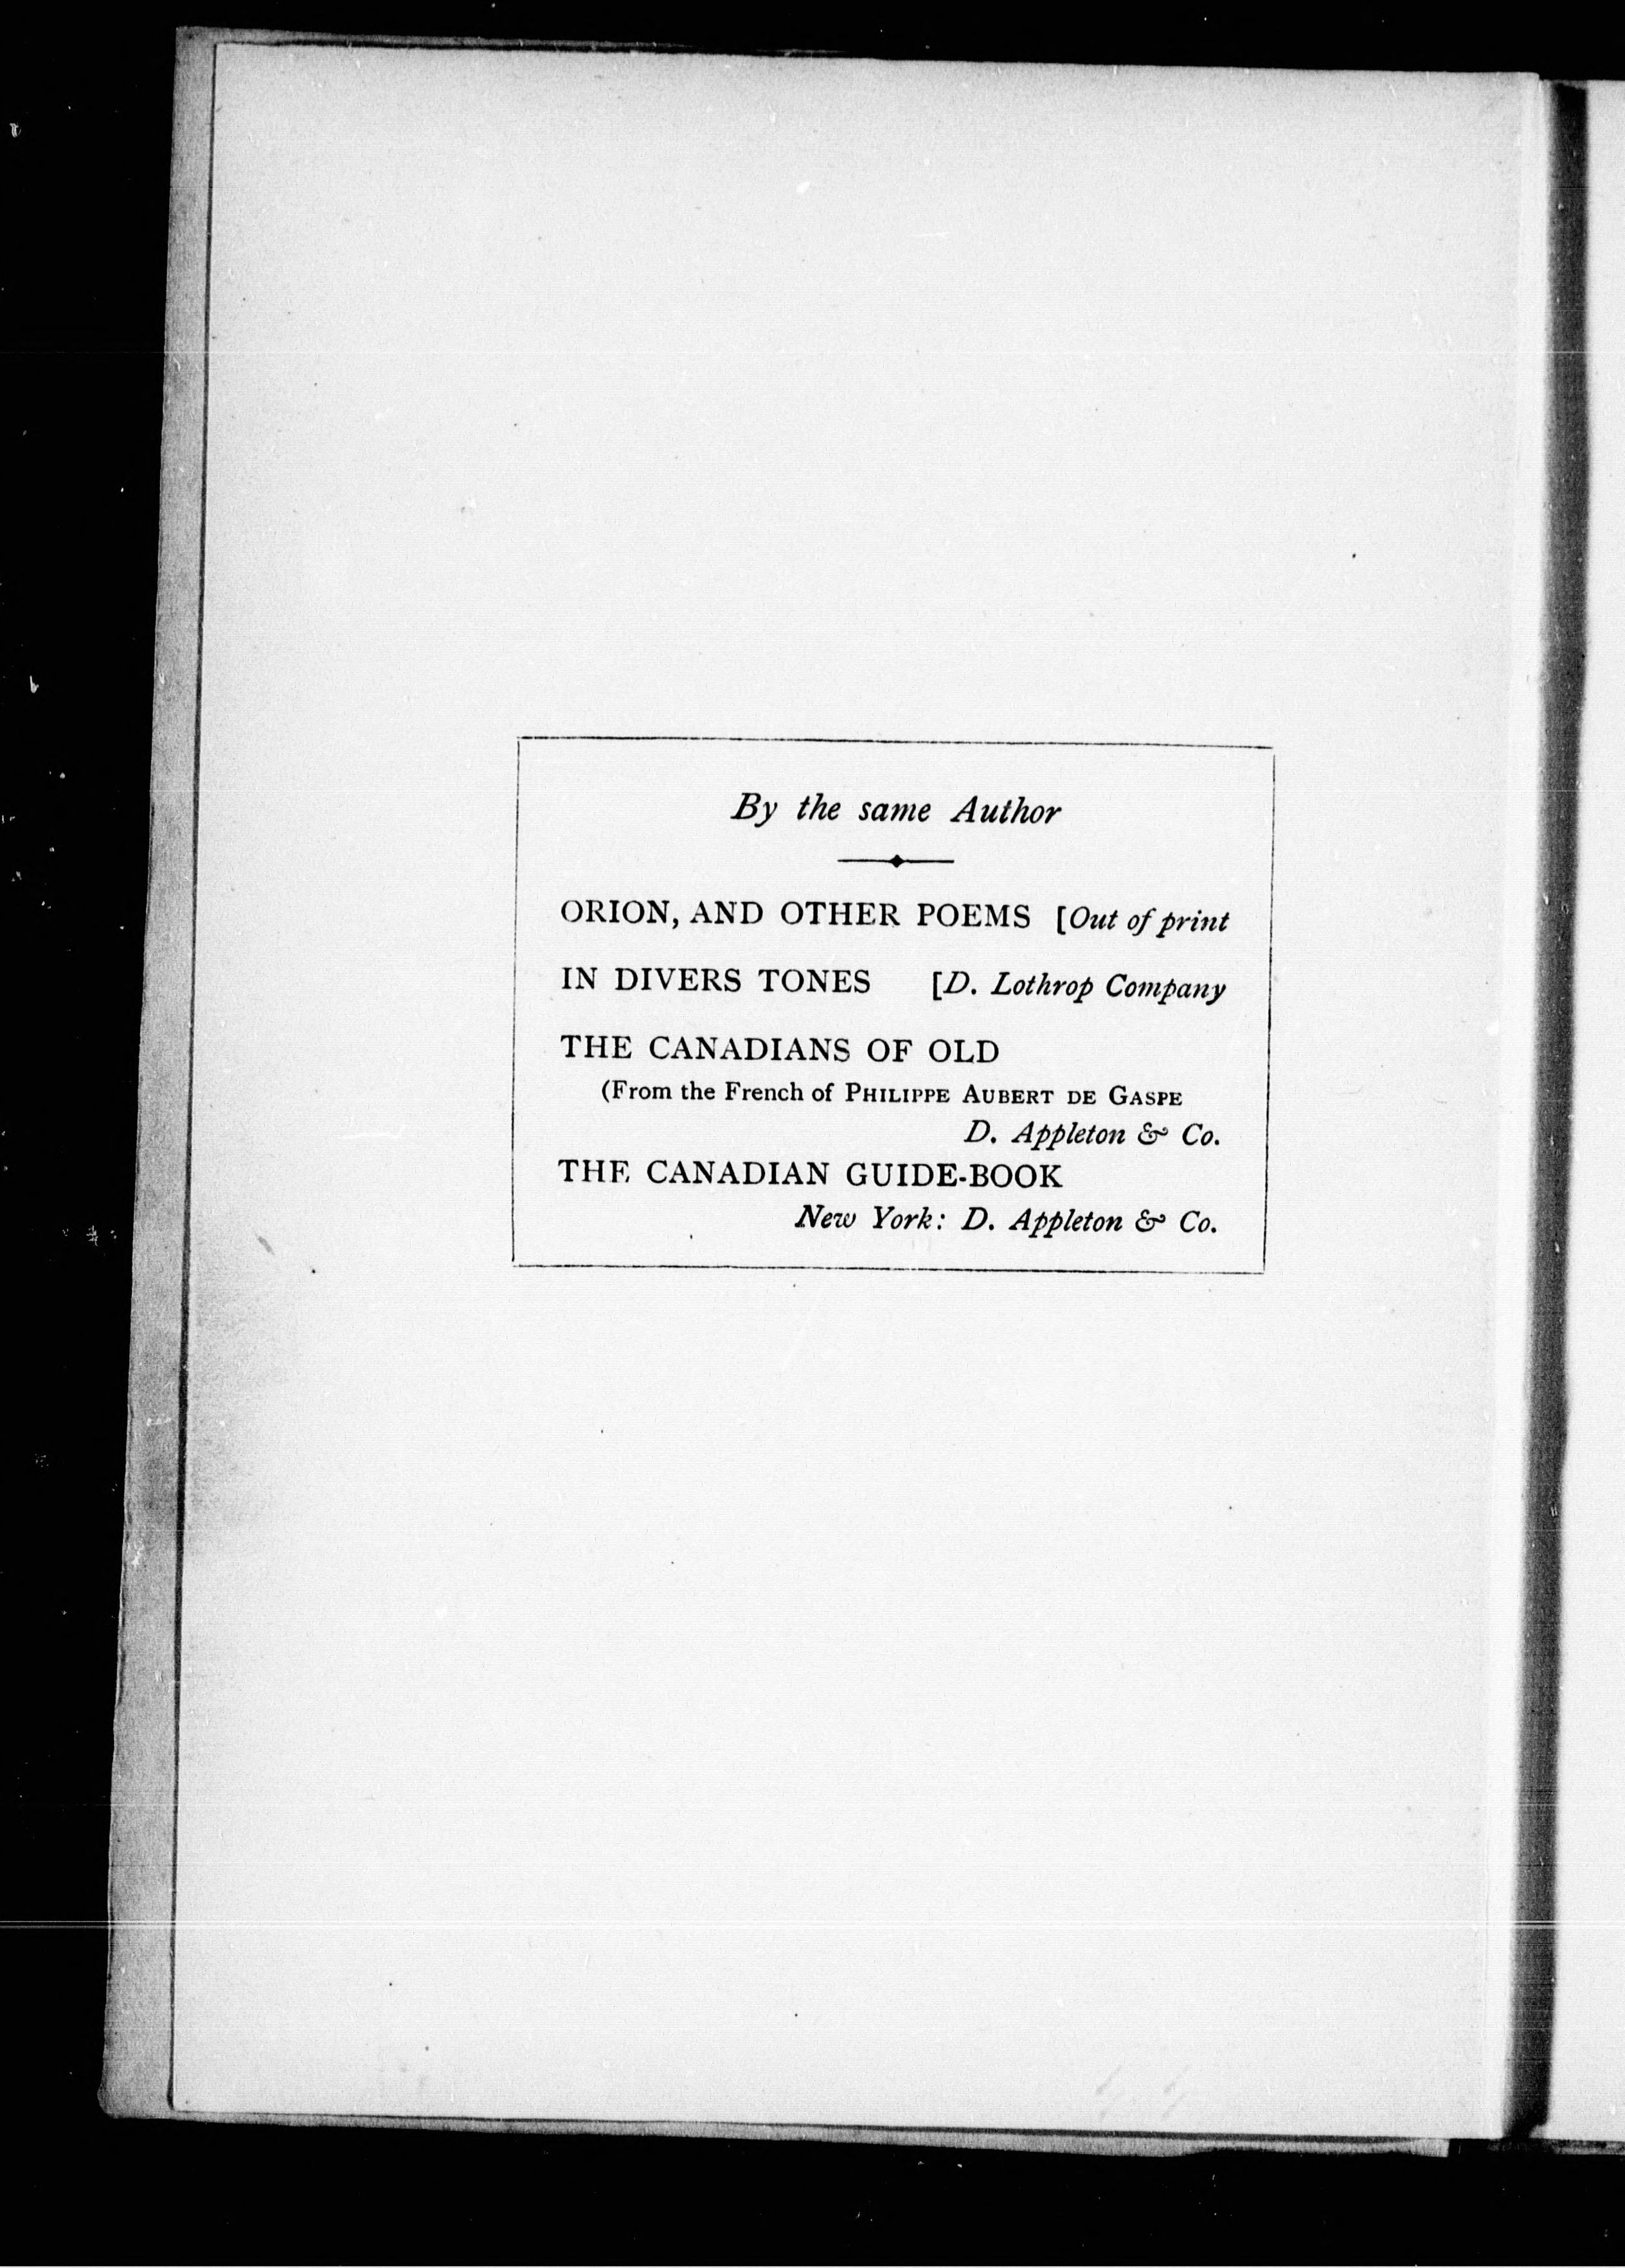 By the same Author
ORION, AND OTHER POEMS [Out of print
IN DIVERS TONES [D. Lothrop Company
THE CANADIANS OF OLD
(From the French of PHILIPPE AUBERT DE GASPE
D. Appleton & Co.
THE CANADIAN GUIDE-BOOK
New York: D. Appleton & Co.